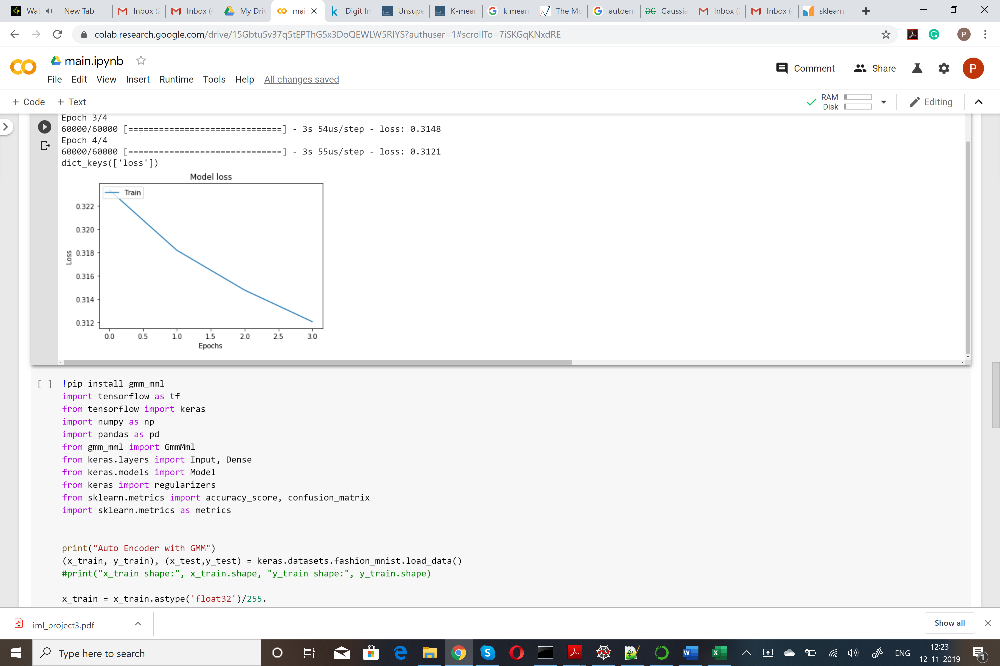 Wat
New Tab
Inbox (
Inbox (
My Driv
mai
Digit In
Unsupe
K-mear
k mean
The Mo
autoen
Gaussia
Inbox (
Inbox (
sklearn
colab.research.google.com/drive/15Gbtu5v37q5tEPThG5x3DoQEWLW5RIYS?authuser=1#scrollTo=7iSKGqKNxdRE
P
CO
main.ipynb
Comment
Share
P
File Edit View Insert Runtime Tools Help All changes saved
+ Code + Text
RAM
Disk
Editing
Epoch 3/4
60000/60000 [==============================] - 3s 54us/step - loss: 0.3148
Epoch 4/4
60000/60000 [==============================] - 3s 55us/step - loss: 0.3121
dict_keys(['loss'])
Model loss
Train
0.322
0.320
0.318
0.316
0.314
0.312
Loss
0.0 0.5 1.0 1.5 2.0 2.5 3.0
Epochs
[ ] !pip install gmm_mml
import tensorflow as tf
from tensorflow import keras
import numpy as np
import pandas as pd
from gmm_mml import GmmMml
from keras.layers import Input, Dense
from keras.models import Model
from keras import regularizers
from sklearn.metrics import accuracy_score, confusion_matrix
import sklearn.metrics as metrics
print("Auto Encoder with GMM")
(x_train, y_train), (x_test,y_test) = keras.datasets.fashion_mnist.load_data()
#print("x_train shape:", x_train.shape, "y_train shape:", y_train.shape)
x_train = x_train.astype('float32')/255.
iml_project3.pdf
Show all
Type here to search
ENG
12:23
12-11-2019
1